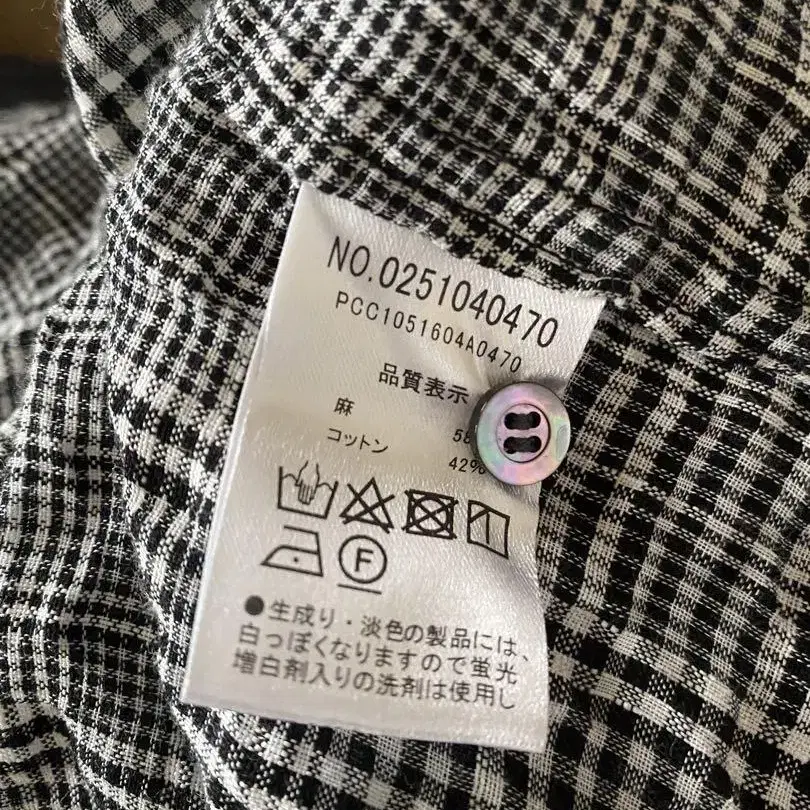 NO.0251040470
PCC1051604A0470
品質表示
麻 58
コットン 42%
F
●生成り・淡色の製品には、
白っぽくなりますので蛍光
増白剤入りの洗剤は使用し